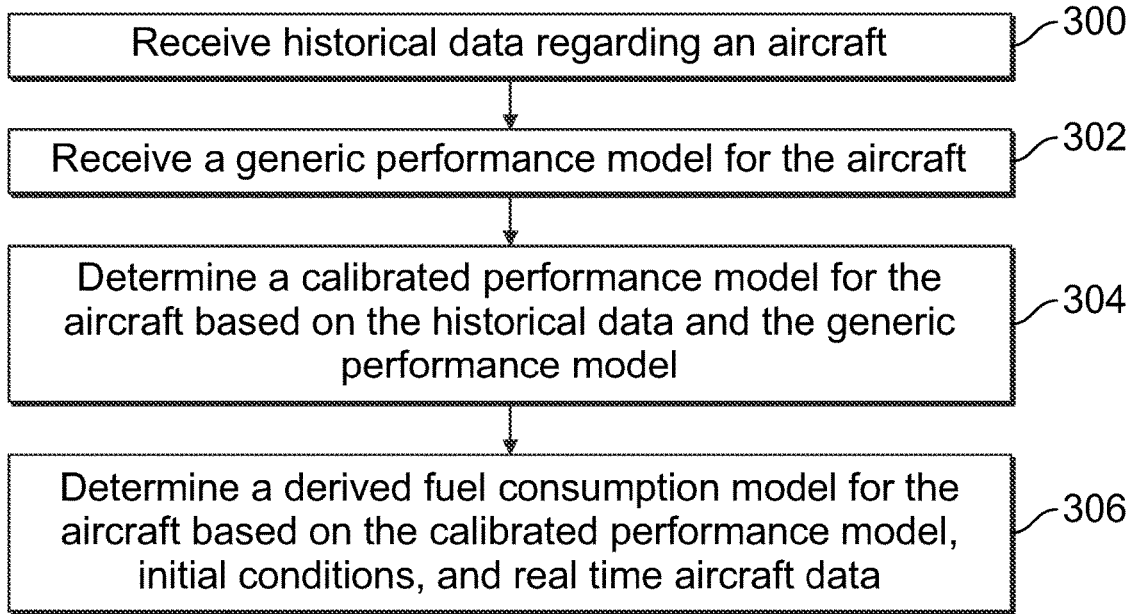 Receive historical data regarding an aircraft
300
Receive a generic performance model for the aircraft
302
Determine a calibrated performance model for the
aircraft based on the historical data and the generic
performance model
304
Determine a derived fuel consumption model for the
aircraft based on the calibrated performance model,
initial conditions, and real time aircraft data
306